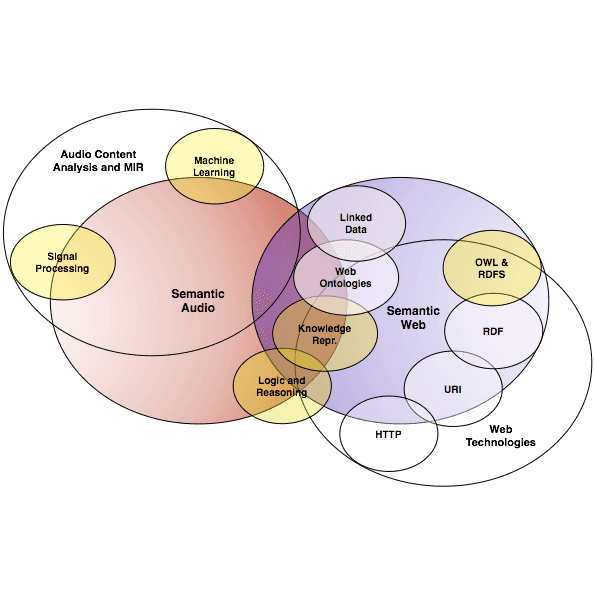 Audio Content
Analysis and MIR
Machine
Learning
Signal
Processing
Semantic
Audio
Linked
Data
Web
Ontologies
Knowledge
Repr.
Logic and
Reasoning
Semantic
Web
OWL &
RDFS
RDF
URI
HTTP
Web
Technologies